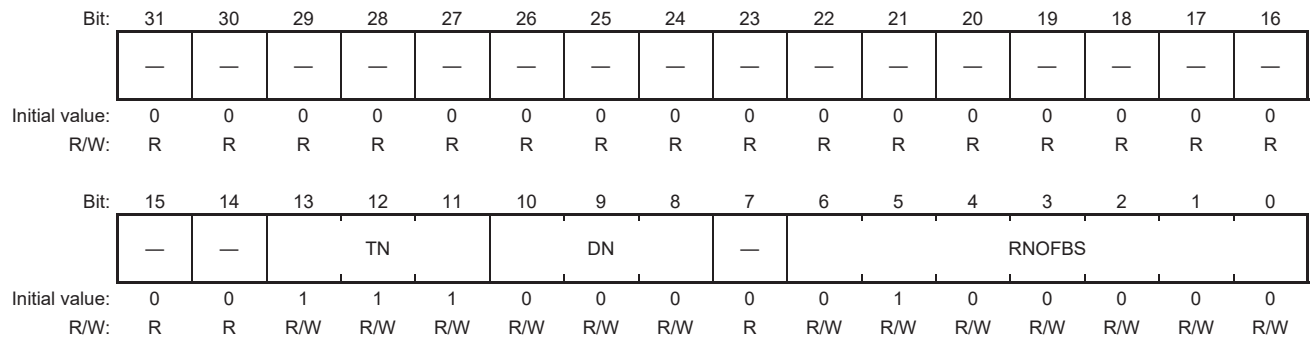 Bit: 31 30 29 28 27 26 25 24 23 22 21 20 19 18 17 16
— — — — — — — — — — — — — — — —
Initial value: 0 0 0 0 0 0 0 0 0 0 0 0 0 0 0 0
R/W: R R R R R R R R R R R R R R R R
Bit: 15 14 13 12 11 10 9 8 7 6 5 4 3 2 1 0
— — TN DN — RNOFBS
Initial value: 0 0 1 1 1 0 0 0 0 0 1 0 0 0 0 0
R/W: R R R/W R/W R/W R/W R/W R/W R R/W R/W R/W R/W R/W R/W R/W